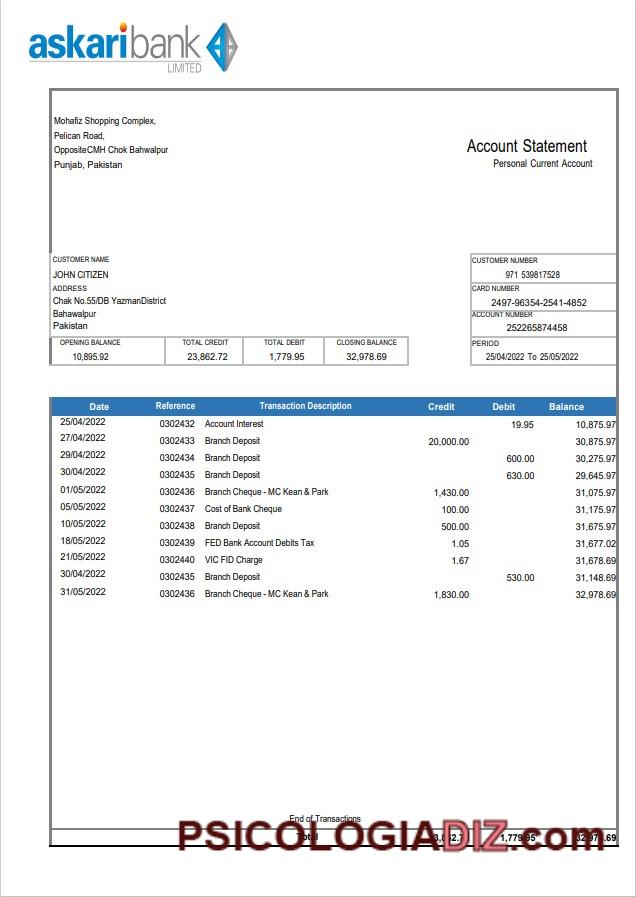 askaribank
LIMITED
Mohafiz Shopping Complex,
Pelican Road,
OppositeCMH Chok Bahwalpur
Punjab, Pakistan
Account Statement
Personal Current Account
CUSTOMER NAME
JOHN CITIZEN
ADDRESS
Chak No.55/DB YazmanDistrict
Bahawalpur
Pakistan
CUSTOMER NUMBER
971 539817528
CARD NUMBER
2497-96354-2541-4852
ACCOUNT NUMBER
252265874458
PERIOD
25/04/2022 To 25/05/2022
OPENING BALANCE TOTAL CREDIT TOTAL DEBIT CLOSING BALANCE
10,895.92 23,862.72 1,779.95 32,978.69
Date Reference Transaction Description Credit Debit Balance
25/04/2022 0302432 Account Interest 19.95 10,875.97
27/04/2022 0302433 Branch Deposit 20,000.00 30,875.97
29/04/2022 0302434 Branch Deposit 600.00 30,275.97
30/04/2022 0302435 Branch Deposit 630.00 29,645.97
01/05/2022 0302436 Branch Cheque - MC Kean & Park 1,430.00 31,075.97
05/05/2022 0302437 Cost of Bank Cheque 100.00 31,175.97
10/05/2022 0302438 Branch Deposit 500.00 31,675.97
18/05/2022 0302439 FED Bank Account Debits Tax 1.05 31,677.02
21/05/2022 0302440 VIC FID Charge 1.67 31,678.69
30/04/2022 0302435 Branch Deposit 530.00 31,148.69
31/05/2022 0302436 Branch Cheque - MC Kean & Park 1,830.00 32,978.69
End of Transactions
Total 1,779.95
PSICOLOGIADIZ.com